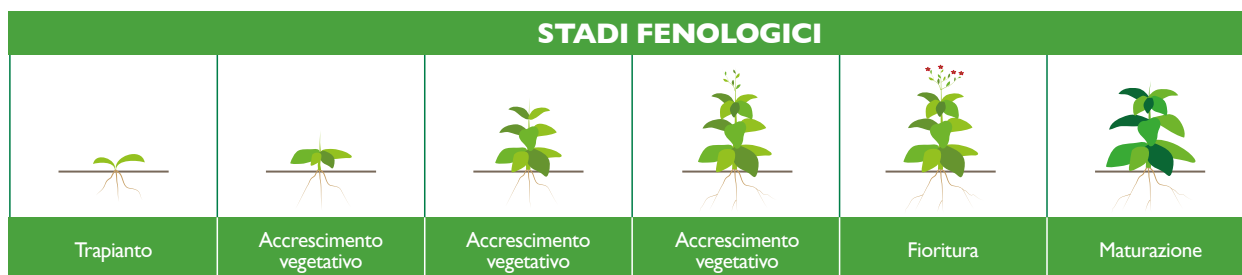 STADI FENOLOGICI
Trapianto
Accrescimento
vegetativo
Accrescimento
vegetativo
Accrescimento
vegetativo
Fioritura
Maturazione